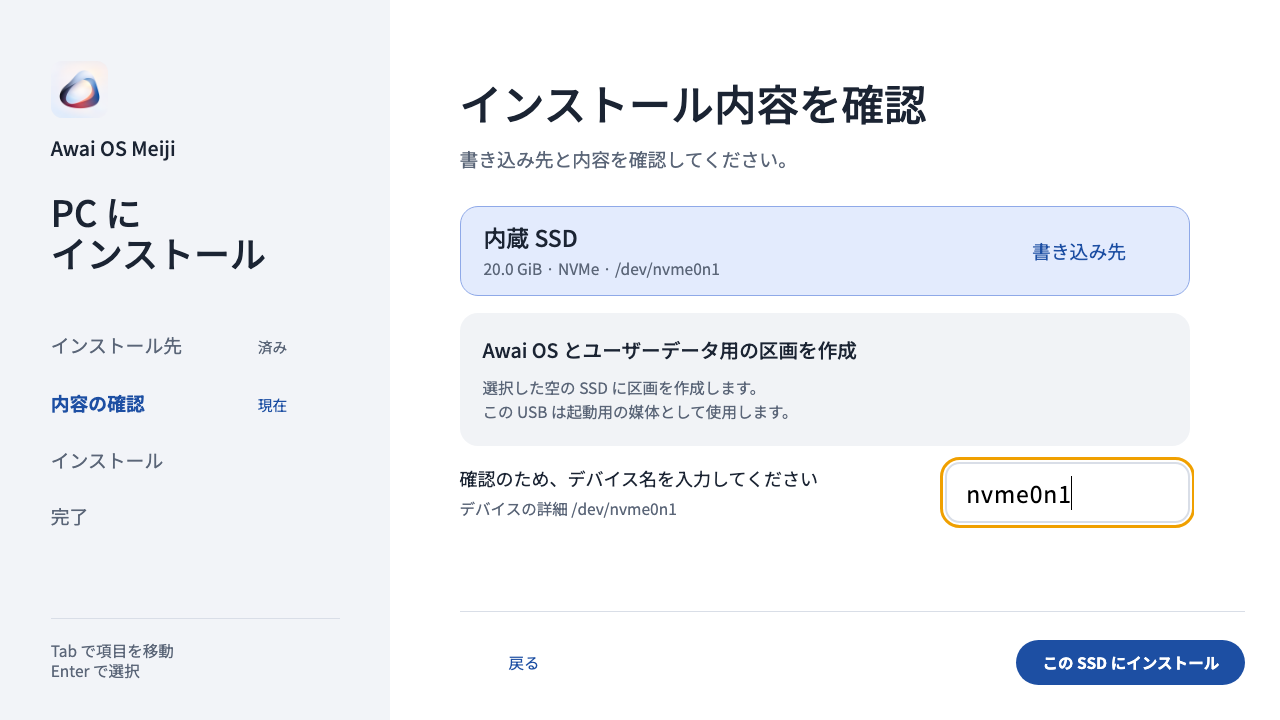 Awai OS Meiji
PC に
インストール
インストール先 済み
内容の確認 現在
インストール
完了
Tab で項目を移動
Enter で選択
インストール内容を確認
書き込み先と内容を確認してください。
内蔵 SSD
20.0 GiB · NVMe · /dev/nvme0n1
書き込み先
Awai OS とユーザーデータ用の区画を作成
選択した空の SSD に区画を作成します。
この USB は起動用の媒体として使用します。
確認のため、デバイス名を入力してください
デバイスの詳細 /dev/nvme0n1
nvme0n1
戻る
この SSD にインストール